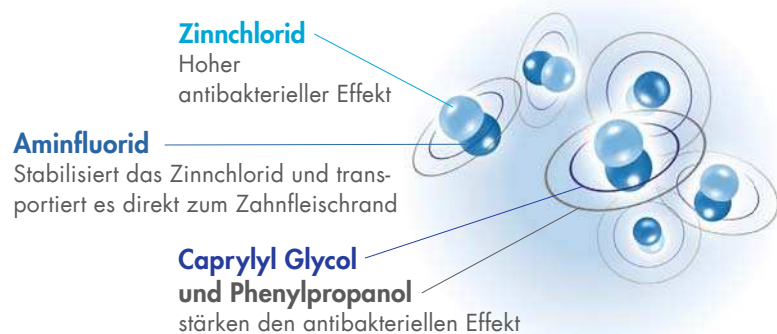 Zinnchlorid
Hoher
antibakterieller Effekt
Aminfluorid
Stabilisiert das Zinnchlorid und trans-
portiert es direkt zum Zahnfleischrand
Caprylyl Glycol
und Phenylpropanol
stärken den antibakteriellen Effekt